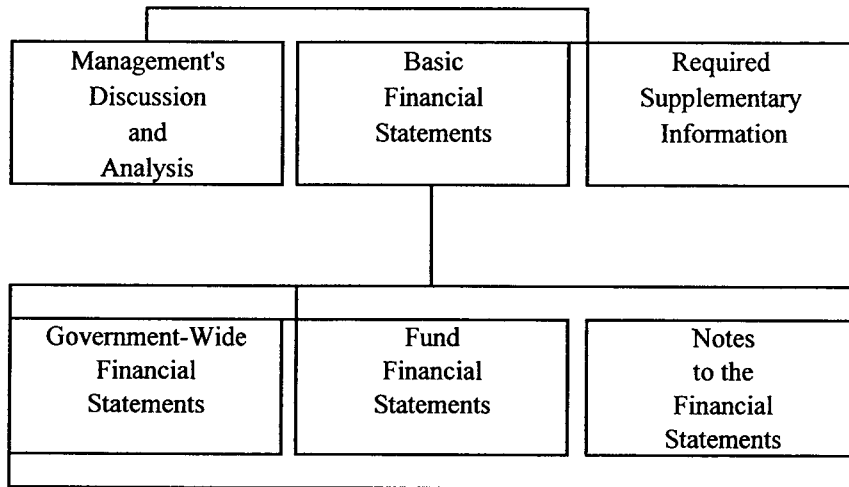 Management's
Discussion
and
Analysis
Basic
Financial
Statements
Required
Supplementary
Information
Government-Wide
Financial
Statements
Fund
Financial
Statements
Notes
to the
Financial
Statements